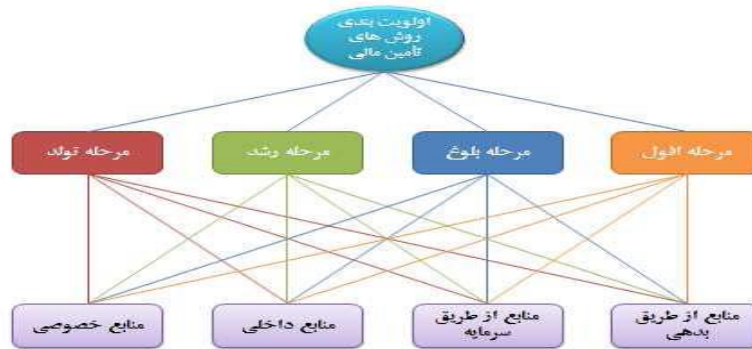 اولویت بندی
روش های
تأمین مالی
مرحله افول
مرحله بلوغ
مرحله رشد
مرحله تولد
منابع از طریق
بدهی
منابع از طریق
سرمایه
منابع داخلی
منابع خصوصی